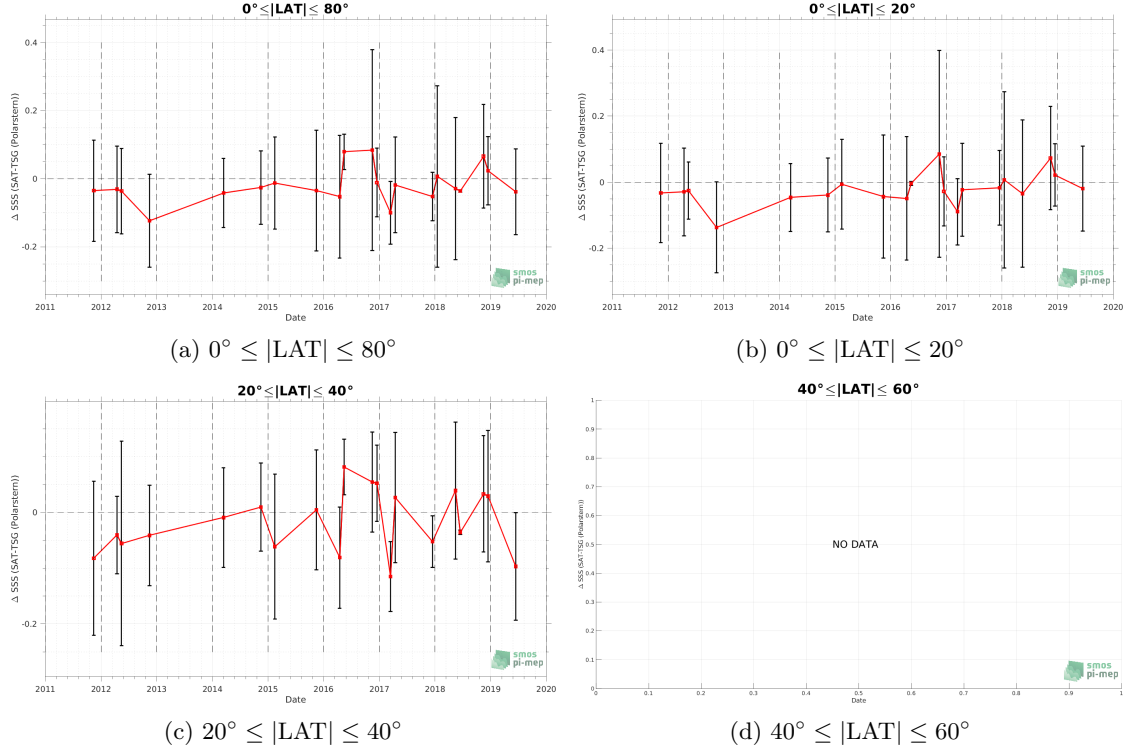 0°≤|LAT|≤ 80°
Δ SSS (SAT-TSG (Polarstern))
0.4
0.2
0
-0.2
2011 2012 2013 2014 2015 2016 2017 2018 2019 2020
Date
smos
pi-mep
(a) 0° ≤ |LAT| ≤ 80°
0°≤|LAT|≤ 20°
Δ SSS (SAT-TSG (Polarstern))
0.4
0.2
0
-0.2
2011 2012 2013 2014 2015 2016 2017 2018 2019 2020
Date
smos
pi-mep
(b) 0° ≤ |LAT| ≤ 20°
20°≤|LAT|≤ 40°
Δ SSS (SAT-TSG (Polarstern))
0
-0.2
2011 2012 2013 2014 2015 2016 2017 2018 2019 2020
Date
smos
pi-mep
(c) 20° ≤ |LAT| ≤ 40°
40°≤|LAT|≤ 60°
Δ SSS (SAT-TSG (Polarstern))
1
0.9
0.8
0.7
0.6
0.5
0.4
0.3
0.2
0.1
0
NO DATA
0 0.1 0.2 0.3 0.4 0.5 0.6 0.7 0.8 0.9 1
Date
smos
pi-mep
(d) 40° ≤ |LAT| ≤ 60°